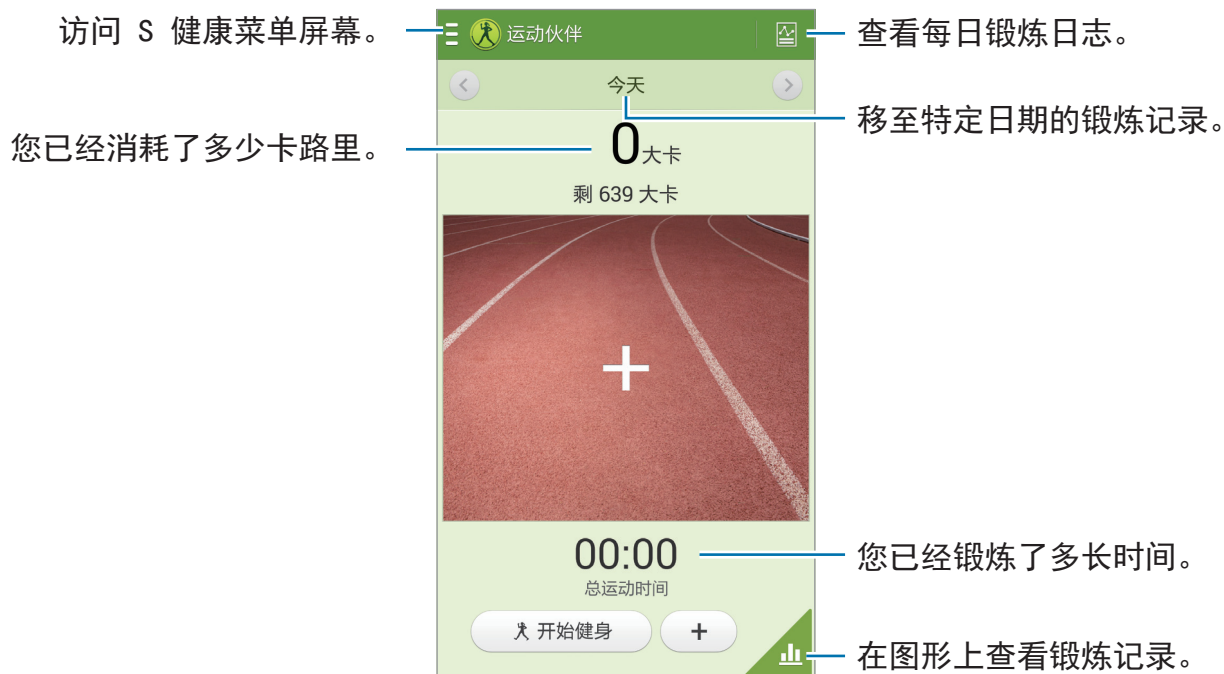 访问 S 健康菜单屏幕。
运动伙伴
查看每日锻炼日志。
今天
移至特定日期的锻炼记录。
您已经消耗了多少卡路里。
0大卡
剩 639 大卡
00:00
您已经锻炼了多长时间。
总运动时间
开始健身
+
在图形上查看锻炼记录。